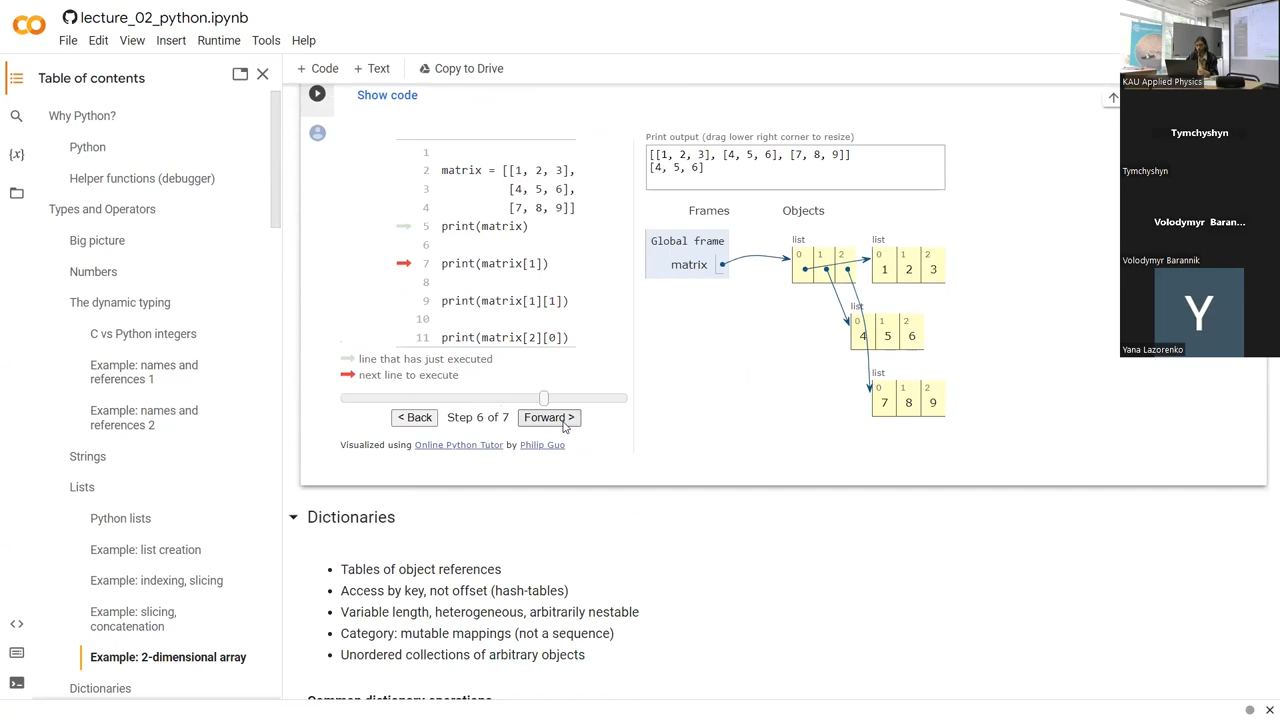 lecture_02_python.ipynb
File Edit View Insert Runtime Tools Help
Table of contents
Why Python?
Python
Helper functions (debugger)
Types and Operators
Big picture
Numbers
The dynamic typing
C vs Python integers
Example: names and
references 1
Example: names and
references 2
Strings
Lists
Python lists
Example: list creation
Example: indexing, slicing
Example: slicing,
concatenation
Example: 2-dimensional array
Dictionaries
{x}
+ Code + Text Copy to Drive
Show code
1
2 matrix = [[1, 2, 3],
3 [4, 5, 6],
4 [7, 8, 9]]
5 print(matrix)
6
7 print(matrix[1])
8
9 print(matrix[1][1])
10
11 print(matrix[2][0])
line that has just executed
next line to execute
< Back Step 6 of 7 Forward >
Visualized using Online Python Tutor by Philip Guo
Print output (drag lower right corner to resize)
[[1, 2, 3], [4, 5, 6], [7, 8, 9]]
[4, 5, 6]
Frames Objects
Global frame
matrix
list
0 1 2
list
0 1 2
1 2 3
list
0 1 2
4 5 6
list
0 1 2
7 8 9
Dictionaries
• Tables of object references
• Access by key, not offset (hash-tables)
• Variable length, heterogeneous, arbitrarily nestable
• Category: mutable mappings (not a sequence)
• Unordered collections of arbitrary objects
Common dictionary operations
KAU Applied Physics
Tymchyshyn
Tymchyshyn
Volodymyr Baran...
Volodymyr Barannik
Y
Yana Lazorenko